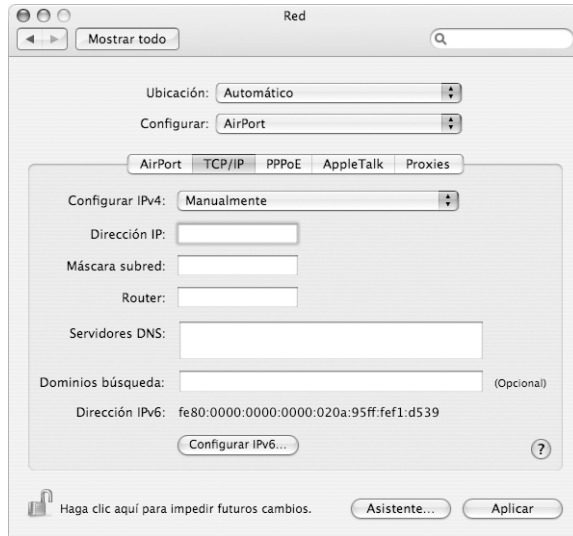 Red
Mostrar todo
Ubicación: Automático
Configurar: AirPort
AirPort TCP/IP PPPoE AppleTalk Proxies
Configurar IPv4: Manualmente
Dirección IP:
Máscara subred:
Router:
Servidores DNS:
Dominios búsqueda: (Opcional)
Dirección IPv6: fe80:0000:0000:0000:020a:95ff:fef1:d539
Configurar IPv6... ?
Haga clic aquí para impedir futuros cambios. Asistente... Aplicar